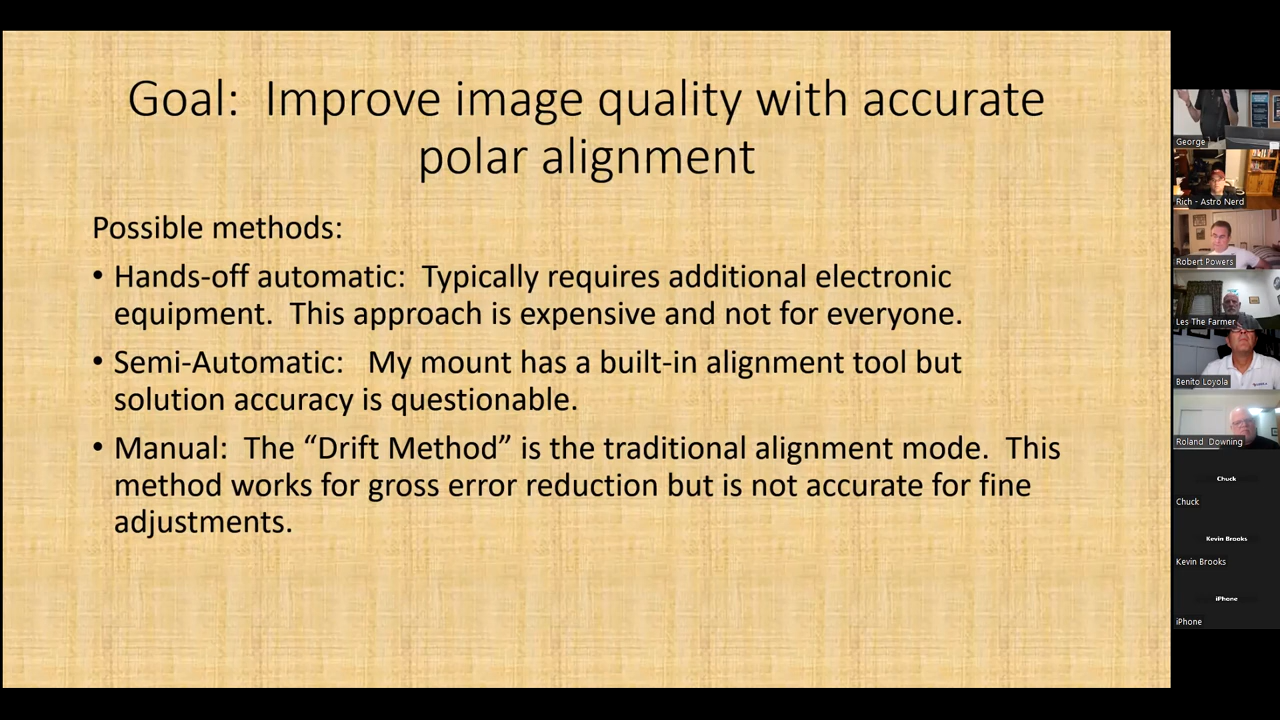 Goal:  Improve image quality with accurate
polar alignment
Possible methods:
• Hands-off automatic:  Typically requires additional electronic
equipment.  This approach is expensive and not for everyone.
• Semi-Automatic:   My mount has a built-in alignment tool but
solution accuracy is questionable.
• Manual:  The “Drift Method” is the traditional alignment mode.  This
method works for gross error reduction but is not accurate for fine
adjustments.
George
Rich - Astro Nerd
Robert Powers
Les The Farmer
Benito Loyola
Roland Downing
Chuck
Chuck
Kevin Brooks
Kevin Brooks
iPhone
iPhone